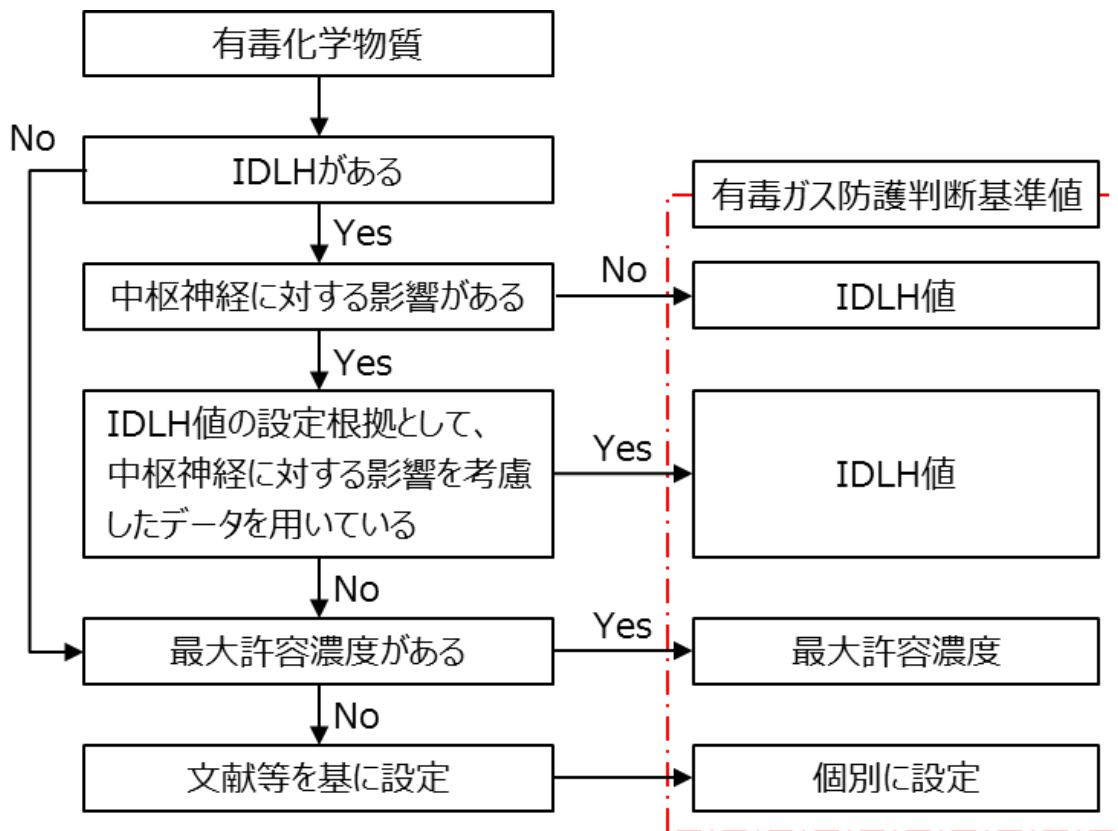 有毒化学物質
No
IDLHがある
有毒ガス防護判断基準値
Yes
中枢神経に対する影響がある
No
IDLH値
Yes
IDLH値の設定根拠として、
中枢神経に対する影響を考慮
したデータを用いている
Yes
IDLH値
No
最大許容濃度がある
Yes
最大許容濃度
No
文献等を基に設定
個別に設定